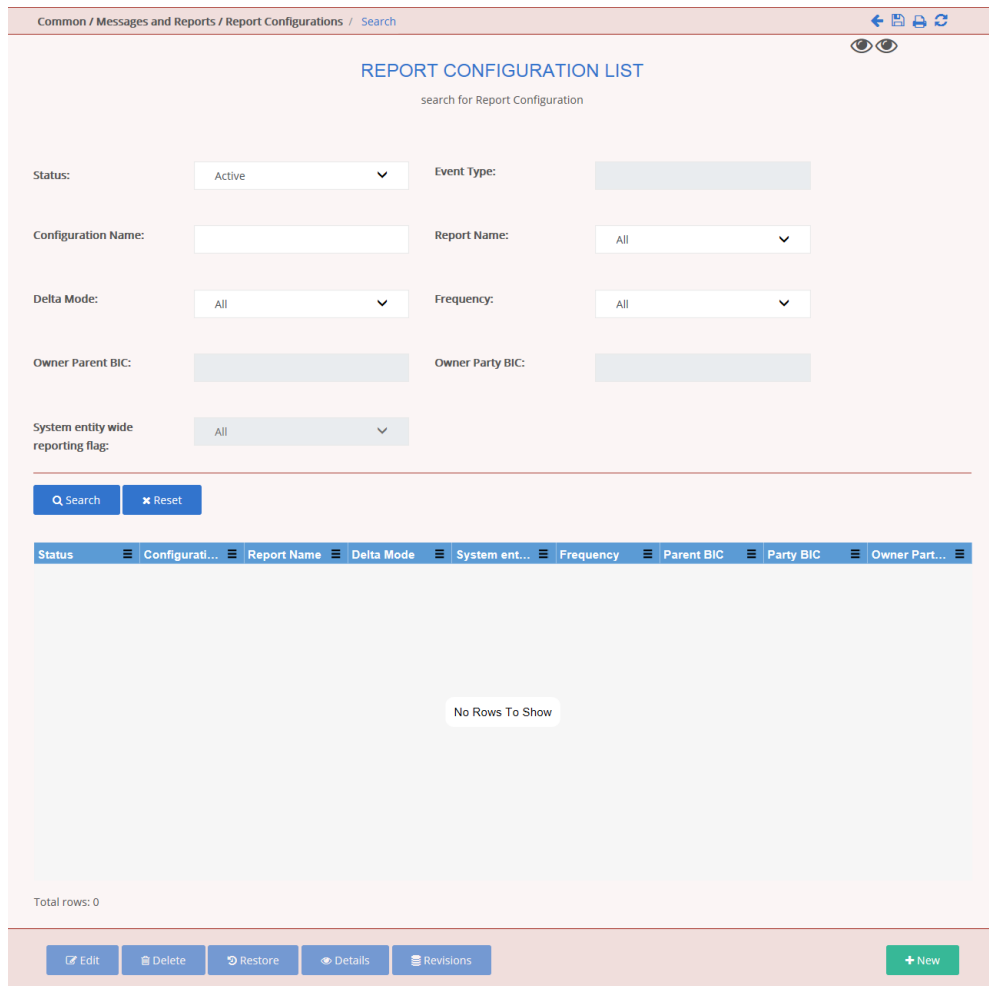 Common / Messages and Reports / Report Configurations / Search
REPORT CONFIGURATION LIST
search for Report Configuration
Status: Active Event Type:
Configuration Name: Report Name: All
Delta Mode: All Frequency: All
Owner Parent BIC: Owner Party BIC:
System entity wide
reporting flag: All
Search Reset
Status Configurati... Report Name Delta Mode System ent... Frequency Parent BIC Party BIC Owner Part...
No Rows To Show
Total rows: 0
Edit Delete Restore Details Revisions New